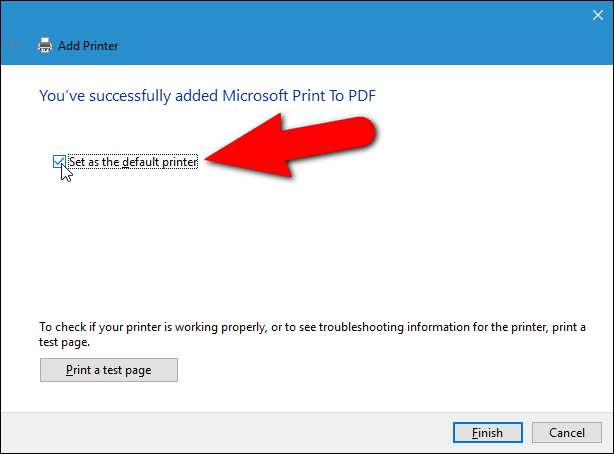 Add Printer
You've successfully added Microsoft Print To PDF
Set as the default printer
To check if your printer is working properly, or to see troubleshooting information for the printer, print a
test page.
Print a test page
Finish
Cancel